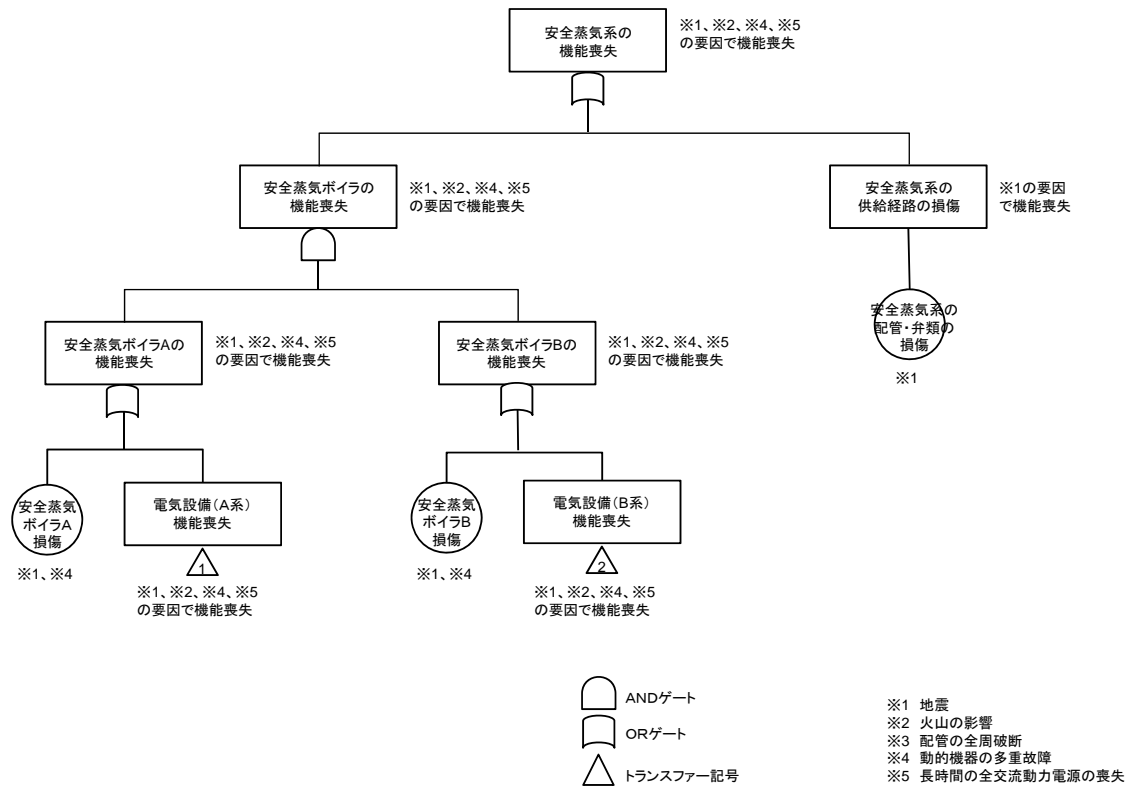 安全蒸気系の
機能喪失
※1、※2、※4、※5
の要因で機能喪失
安全蒸気ボイラの
機能喪失
※1、※2、※4、※5
の要因で機能喪失
安全蒸気系の
供給経路の損傷
※1の要因
で機能喪失
安全蒸気ボイラAの
機能喪失
※1、※2、※4、※5
の要因で機能喪失
安全蒸気ボイラBの
機能喪失
※1、※2、※4、※5
の要因で機能喪失
安全蒸気系の
配管・弁類の
損傷
※1
安全蒸気
ボイラA
損傷
※1、※4
電気設備(A系)
機能喪失
1
※1、※2、※4、※5
の要因で機能喪失
安全蒸気
ボイラB
損傷
※1、※4
電気設備(B系)
機能喪失
2
※1、※2、※4、※5
の要因で機能喪失
ANDゲート
ORゲート
トランスファー記号
※1 地震
※2 火山の影響
※3 配管の全周破断
※4 動的機器の多重故障
※5 長時間の全交流動力電源の喪失